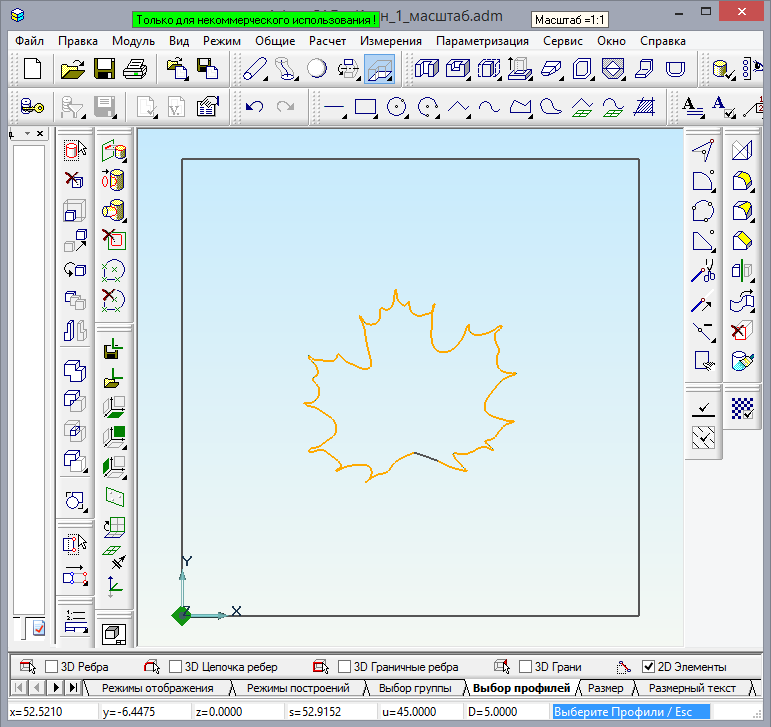 Только для некоммерческого использования !
н_1_масштаб.adm
Масштаб =1:1
Файл Правка Модуль Вид Режим Общие Расчет Измерения Параметризация Сервис Окно Справка
Y
Z X
3D Ребра 3D Цепочка ребер 3D Граничные ребра 3D Грани 2D Элементы
Режимы отображения Режимы построений Выбор группы Выбор профилей Размер Размерный текст
x=52.5210 y=-6.4475 z=0.0000 s=52.9152 u=45.0000 D=5.0000 Выберите Профили / Esc